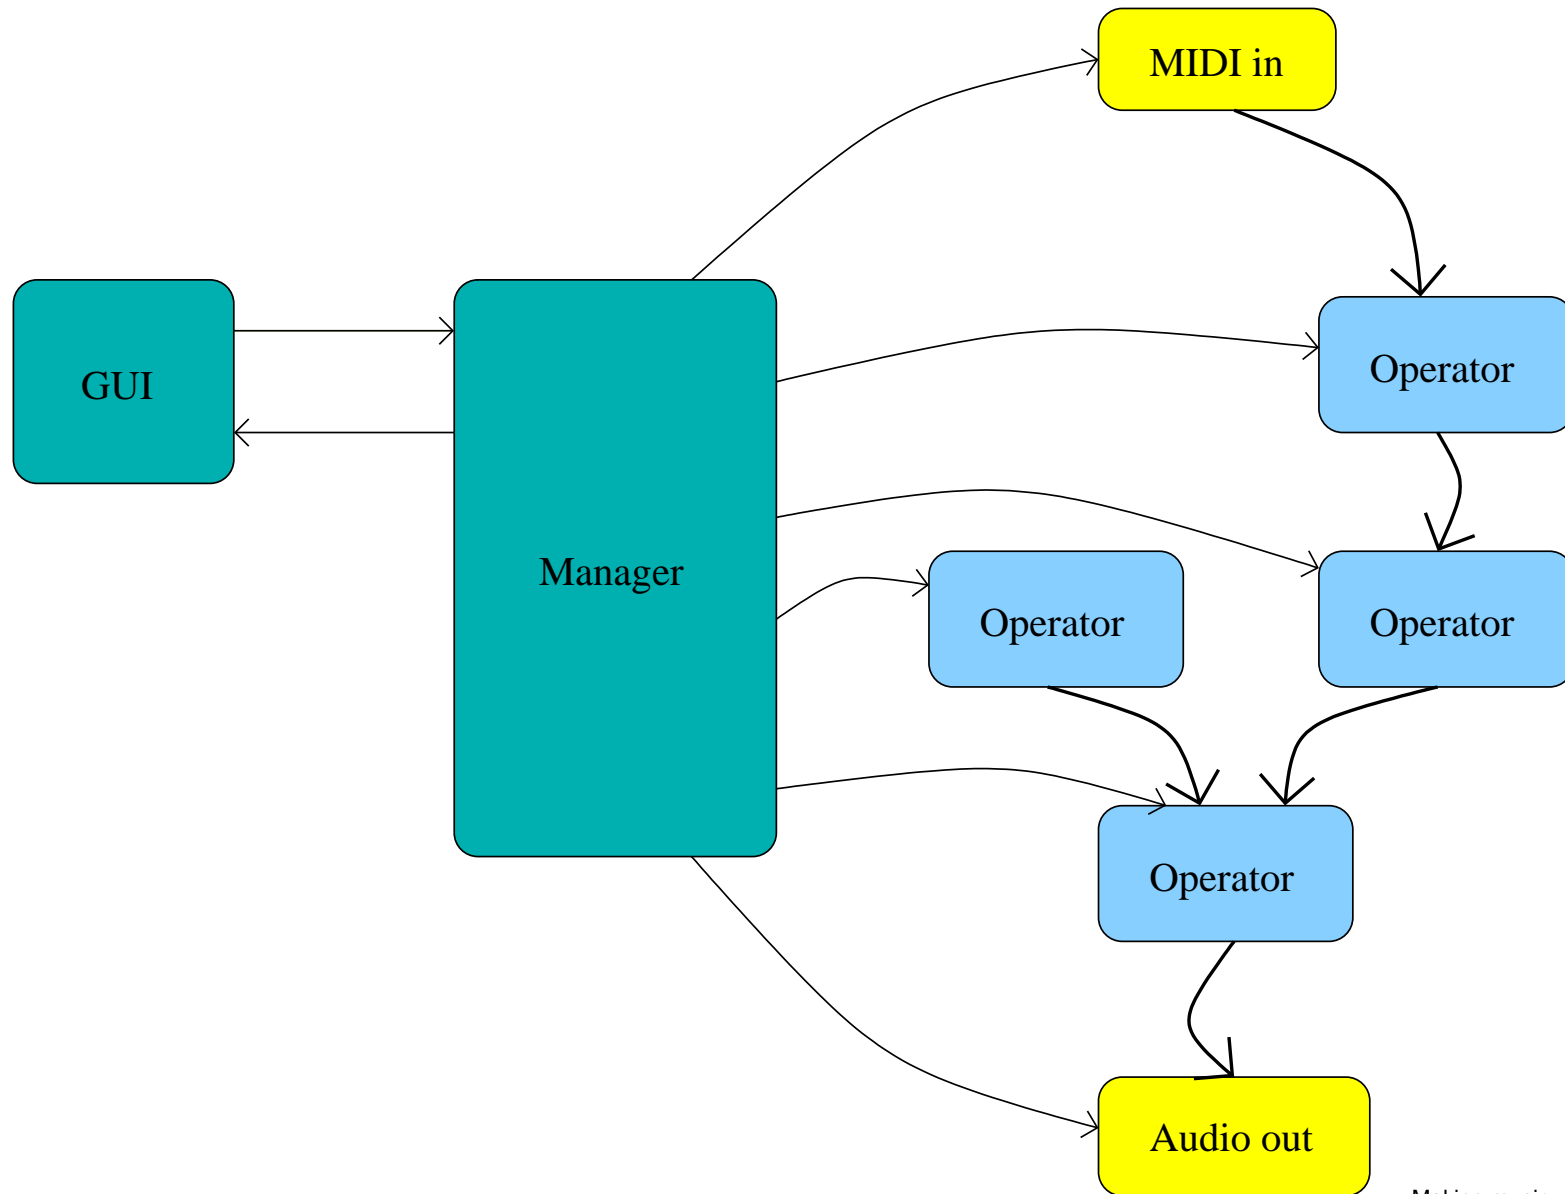 MIDI in
GUI
Operator
Manager
Operator
Operator
Operator
Audio out